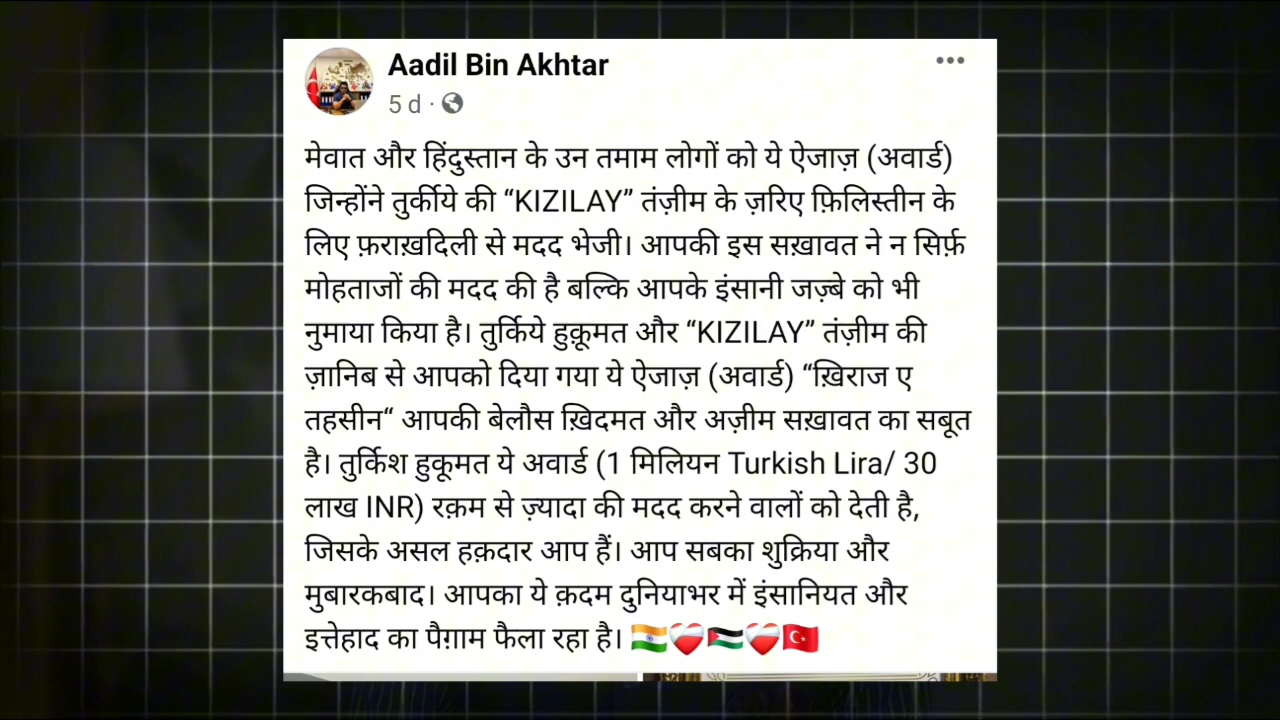 Aadil Bin Akhtar
5 d ·
मेवात और हिंदुस्तान के उन तमाम लोगों को ये ऐजाज़ (अवार्ड)
जिन्होंने तुर्कीये की “KIZILAY” तंज़ीम के ज़रिए फ़िलिस्तीन के
लिए फ़राख़दिली से मदद भेजी। आपकी इस सख़ावत ने न सिर्फ़
मोहताजों की मदद की है बल्कि आपके इंसानी जज़्बे को भी
नुमाया किया है। तुर्किये हुक़ूमत और “KIZILAY” तंज़ीम की
ज़ानिब से आपको दिया गया ये ऐजाज़ (अवार्ड) “ख़िराज ए
तहसीन“ आपकी बेलौस ख़िदमत और अज़ीम सख़ावत का सबूत
है। तुर्किश हुकूमत ये अवार्ड (1 मिलियन Turkish Lira/ 30
लाख INR) रक़म से ज़्यादा की मदद करने वालों को देती है,
जिसके असल हक़दार आप हैं। आप सबका शुक्रिया और
मुबारकबाद। आपका ये क़दम दुनियाभर में इंसानियत और
इत्तेहाद का पैग़ाम फैला रहा है। 🇮🇳❤️‍🩹🇵🇸❤️‍🩹🇹🇷